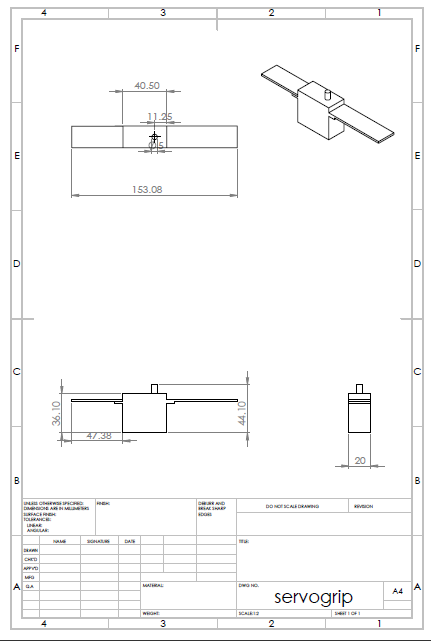 4 3 2 1
F F
40.50
11.25
E E
153.08
D D
C C
36.10
44.10
47.38
20
B B
UNLESS OTHERWISE SPECIFIED: FINISH: DEBURR AND DO NOT SCALE DRAWING REVISION
DIMENSIONS ARE IN MILLIMETERS BREAK SHARP
SURFACE FINISH: EDGES
TOLERANCES:
LINEAR:
ANGULAR:
NAME SIGNATURE DATE TITLE:
DRAWN
CHK'D
APPV'D
MFG
Q.A MATERIAL: DWG NO.
A servogrip A4 A
WEIGHT: SCALE:1:2 SHEET 1 OF 1
4 3 2 1